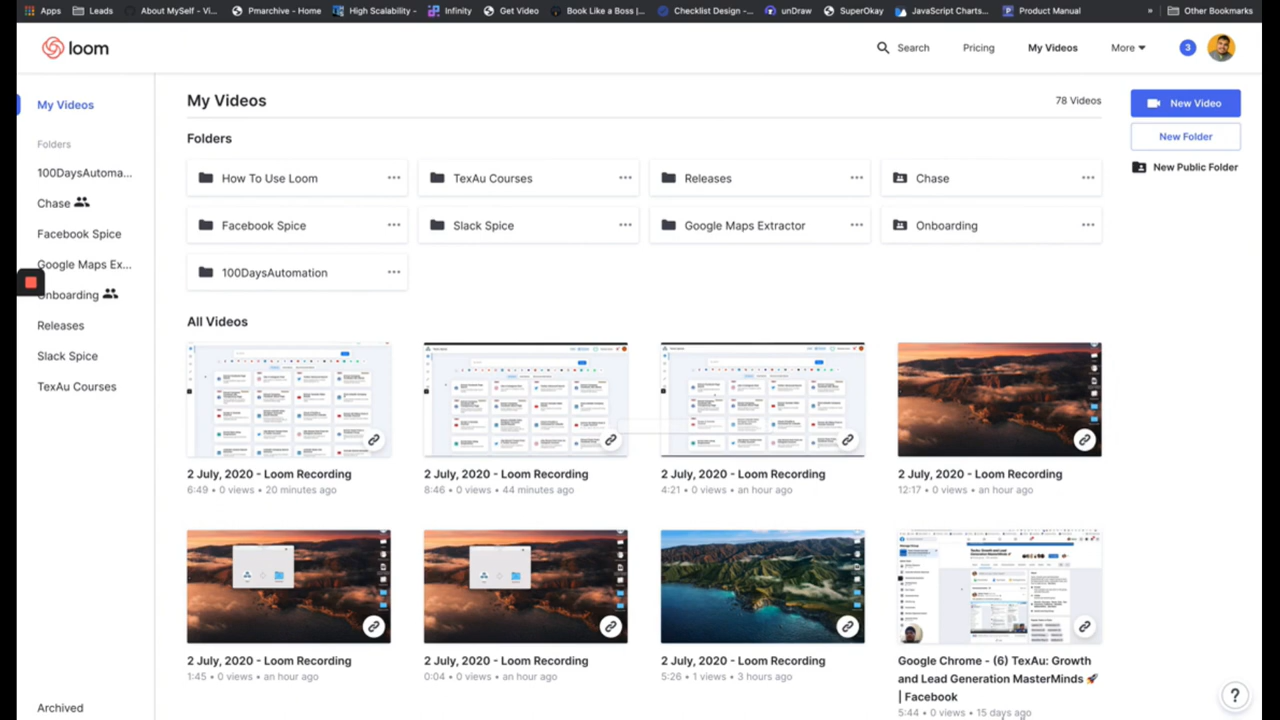 Apps Leads About MySelf - Vi... Pmarchive - Home High Scalability - Infinity Get Video Book Like a Boss |... Checklist Design -... unDraw SuperOkay JavaScript Charts... Product Manual » Other Bookmarks
loom
Search Pricing My Videos More 3
My Videos
Folders
100DaysAutoma...
Chase
Facebook Spice
Google Maps Ex...
Onboarding
Releases
Slack Spice
TexAu Courses
Archived
My Videos 78 Videos
Folders
How To Use Loom TexAu Courses Releases Chase
Facebook Spice Slack Spice Google Maps Extractor Onboarding
100DaysAutomation
All Videos
2 July, 2020 - Loom Recording 2 July, 2020 - Loom Recording 2 July, 2020 - Loom Recording 2 July, 2020 - Loom Recording
6:49 • 0 views • 20 minutes ago 8:46 • 0 views • 44 minutes ago 4:21 • 0 views • an hour ago 12:17 • 0 views • an hour ago
2 July, 2020 - Loom Recording 2 July, 2020 - Loom Recording 2 July, 2020 - Loom Recording Google Chrome - (6) TexAu: Growth
1:45 • 0 views • an hour ago 0:04 • 0 views • an hour ago 5:26 • 1 views • 3 hours ago and Lead Generation MasterMinds 🚀
| Facebook
5:44 • 0 views • 15 days ago
New Video
New Folder
New Public Folder
?